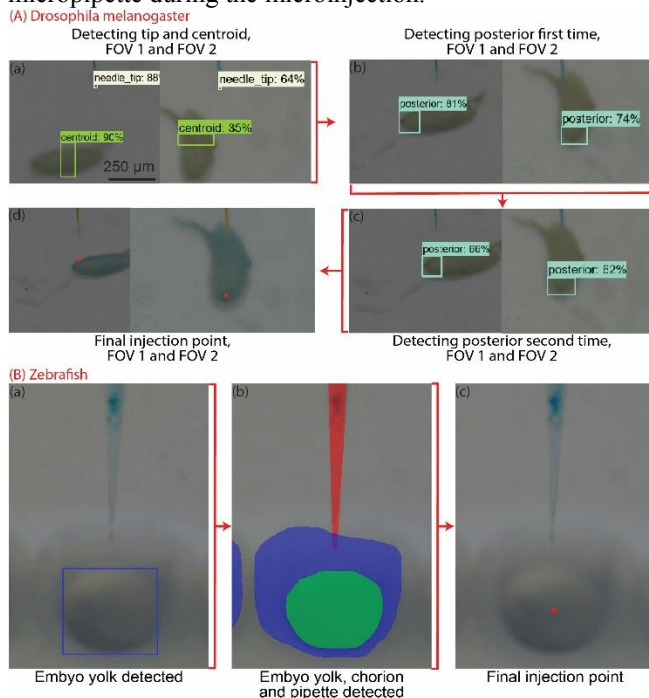 micropipette during the microinjection.
(A) Drosophila melanogaster
Detecting tip and centroid,
FOV 1 and FOV 2
Detecting posterior first time,
FOV 1 and FOV 2
(a)
needle_tip: 88
needle_tip: 64%
centroid: 90%
centroid: 35%
250 µm
(b)
posterior: 81%
posterior: 74%
(d)
(c)
posterior: 66%
posterior: 62%
Final injection point,
FOV 1 and FOV 2
Detecting posterior second time,
FOV 1 and FOV 2
(B) Zebrafish
(a)
(b)
(c)
Embyo yolk detected
Embyo yolk, chorion
and pipette detected
Final injection point